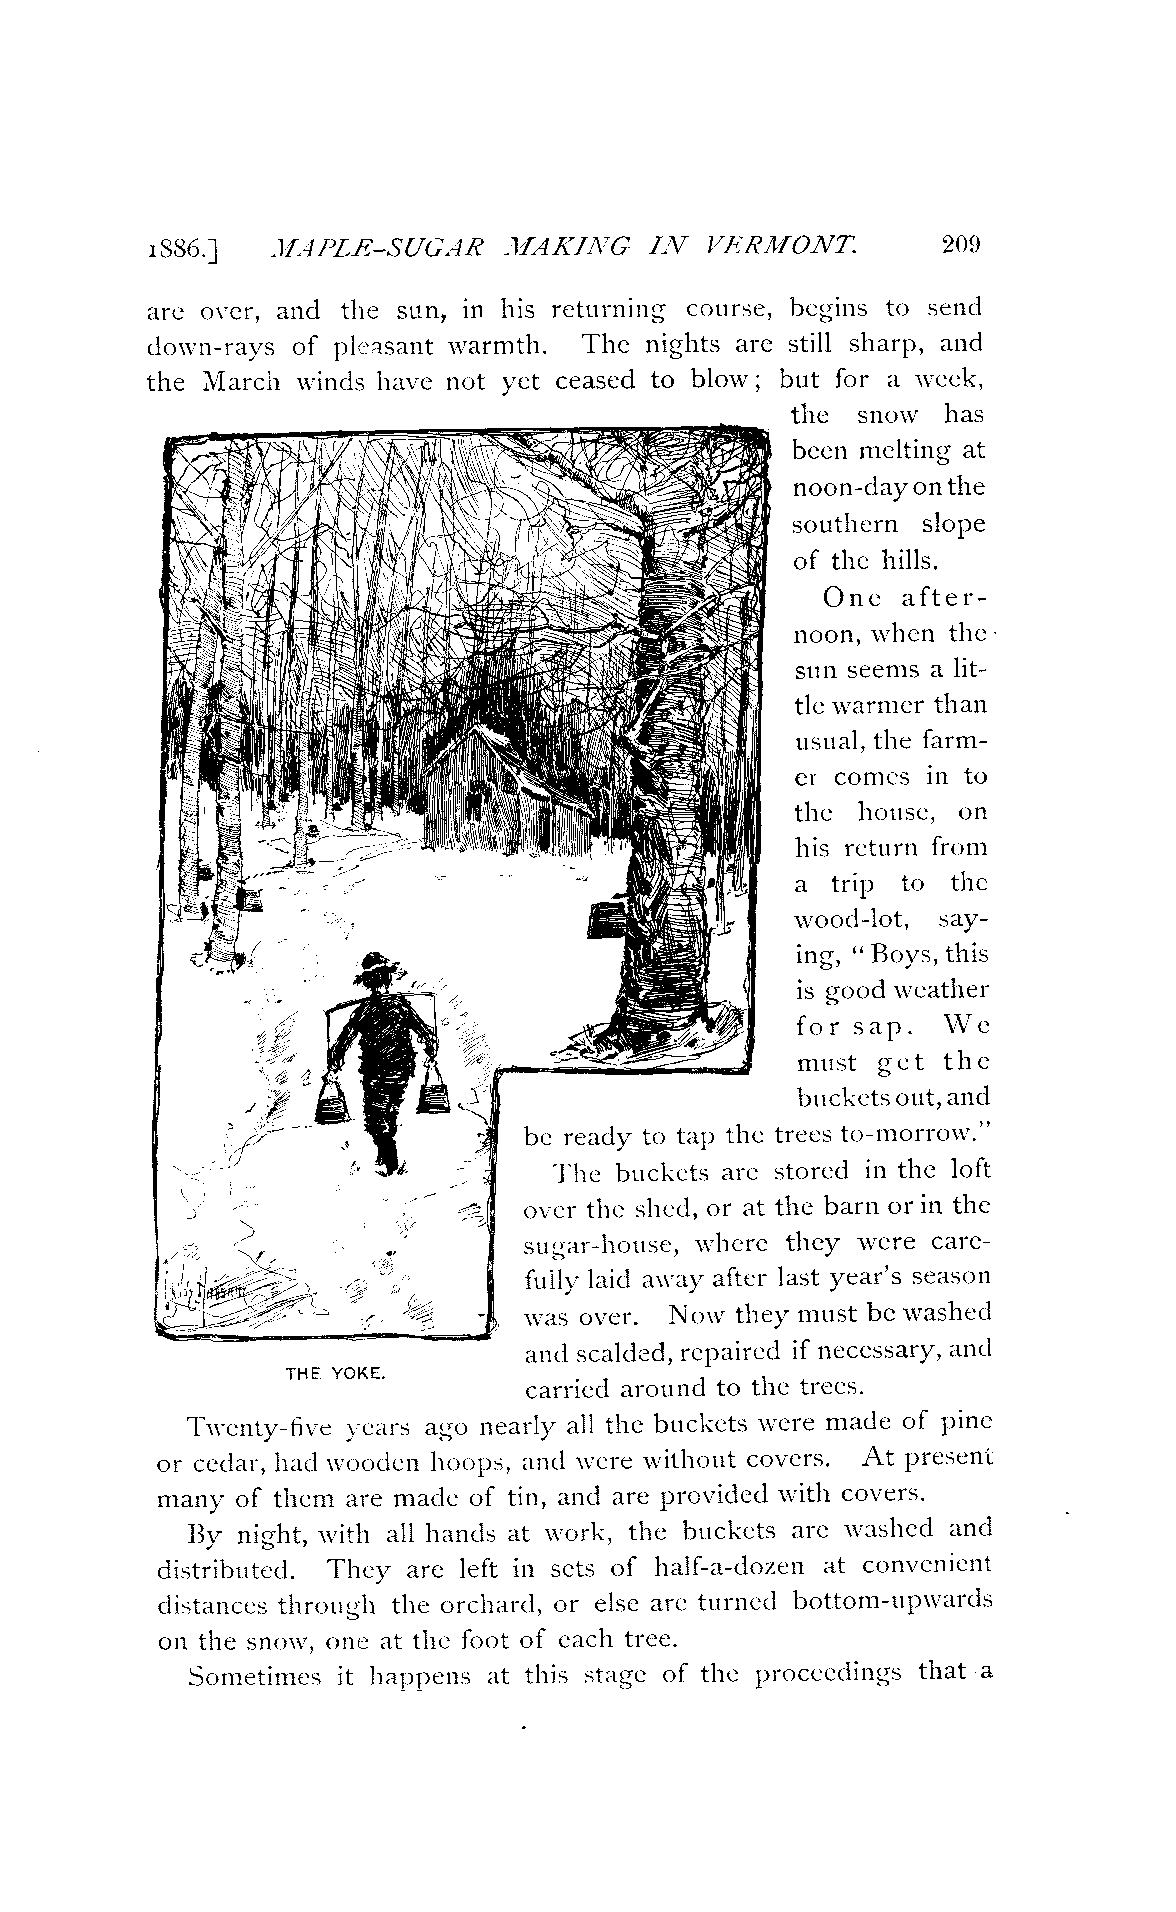 1886.] MAPLE-SUGAR MAKING IN VERMONT. 209
are over, and the sun, in his returning course, begins to send
down-rays of pleasant warmth. The nights are still sharp, and
the March winds have not yet ceased to blow; but for a week,
the snow has
been melting at
noon-day on the
southern slope
of the hills.
One after-
noon, when the
sun seems a lit-
tle warmer than
usual, the farm-
er comes in to
the house, on
his return from
a trip to the
wood-lot, say-
ing, “Boys, this
is good weather
for sap. We
must get the
buckets out, and
be ready to tap the trees to-morrow.”
The buckets are stored in the loft
over the shed, or at the barn or in the
sugar-house, where they were care-
fully laid away after last year's season
was over. Now they must be washed
and scalded, repaired if necessary, and
carried around to the trees.
THE YOKE.
Twenty-five years ago nearly all the buckets were made of pine
or cedar, had wooden hoops, and were without covers. At present
many of them are made of tin, and are provided with covers.
By night, with all hands at work, the buckets are washed and
distributed. They are left in sets of half-a-dozen at convenient
distances through the orchard, or else are turned bottom-upwards
on the snow, one at the foot of each tree.
Sometimes it happens at this stage of the proceedings that a